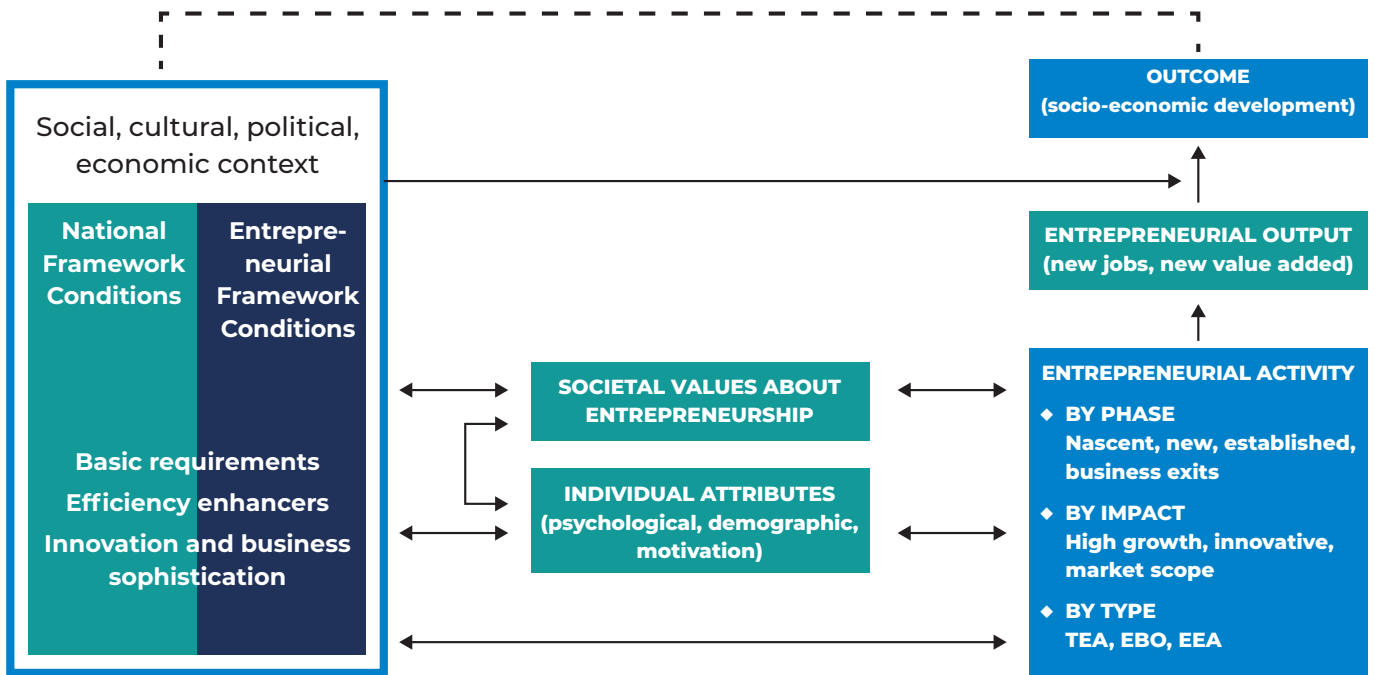 Social, cultural, political,
economic context
National
Framework
Conditions
Entrepre-
neurial
Framework
Conditions
Basic requirements
Efficiency enhancers
Innovation and business
sophistication
SOCIETAL VALUES ABOUT
ENTREPRENEURSHIP
INDIVIDUAL ATTRIBUTES
(psychological, demographic,
motivation)
OUTCOME
(socio-economic development)
ENTREPRENEURIAL OUTPUT
(new jobs, new value added)
ENTREPRENEURIAL ACTIVITY
◆ BY PHASE
Nascent, new, established,
business exits
◆ BY IMPACT
High growth, innovative,
market scope
◆ BY TYPE
TEA, EBO, EEA